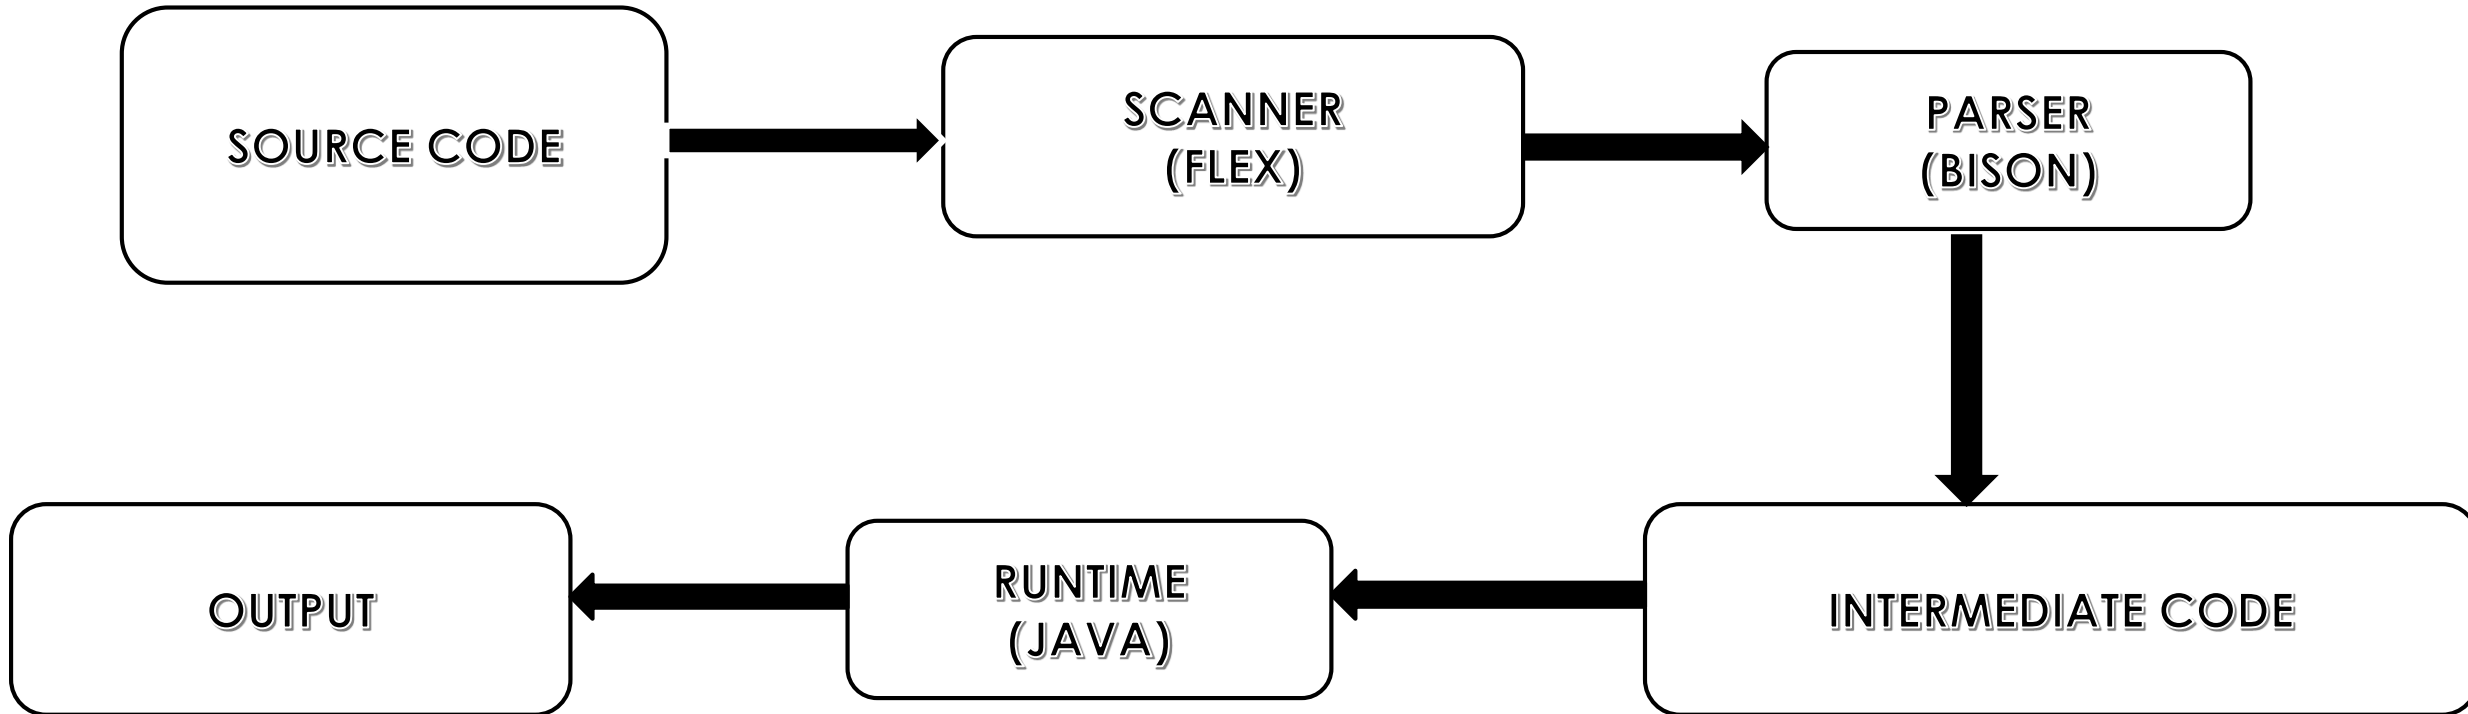 SOURCE CODE
SCANNER
(FLEX)
PARSER
(BISON)
INTERMEDIATE CODE
RUNTIME
(JAVA)
OUTPUT